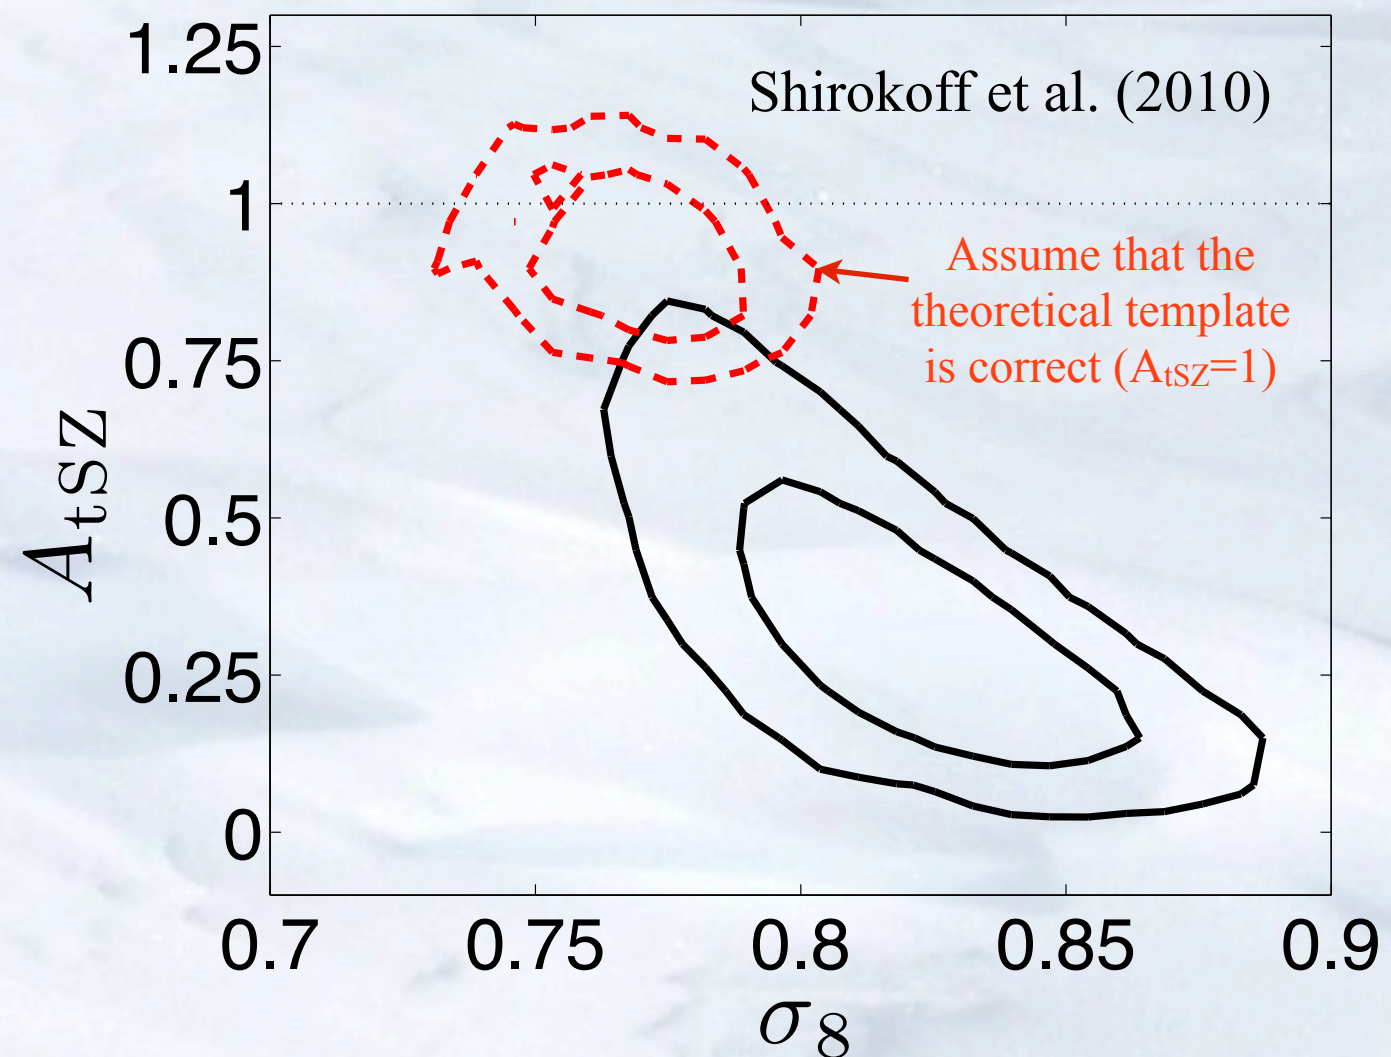 1.25
Shirokoff et al. (2010)
1
Assume that the
theoretical template
is correct (AtSZ=1)
0.75
AtSZ
0.5
0.25
0
0.7 0.75 0.8 0.85 0.9
σ8